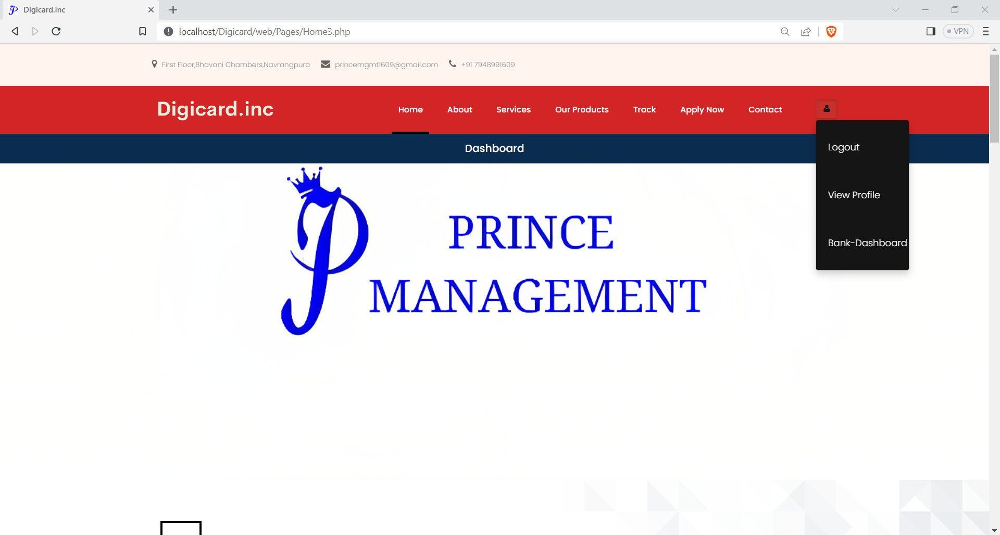 Digicard.inc
localhost/Digicard/web/Pages/Home3.php
VPN
First Floor,Bhavani Chambers,Navrangpura princemgmt1609@gmail.com +91 7948991609
Digicard.inc Home About Services Our Products Track Apply Now Contact
Dashboard
Logout
View Profile
Bank-Dashboard
PRINCE
MANAGEMENT